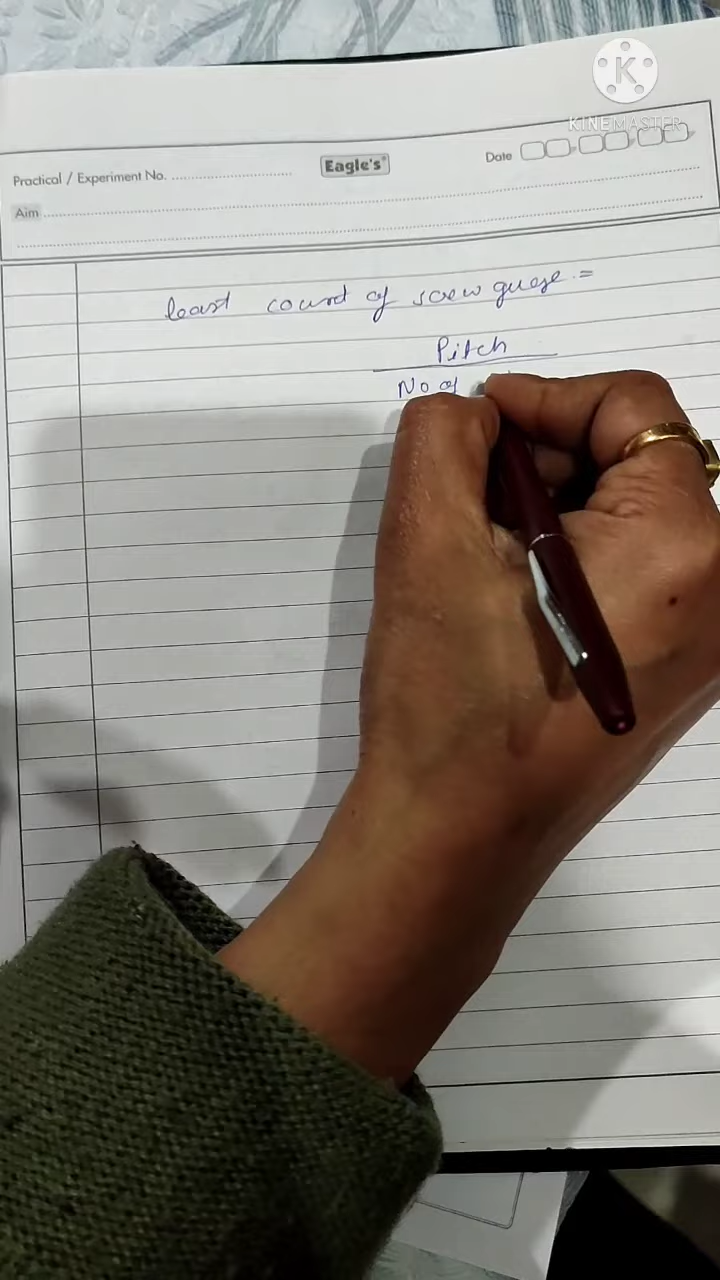 K
KINEMASTER
Practical / Experiment No. Eagle's Date
Aim
least count of screw guage :=
Pitch
No of